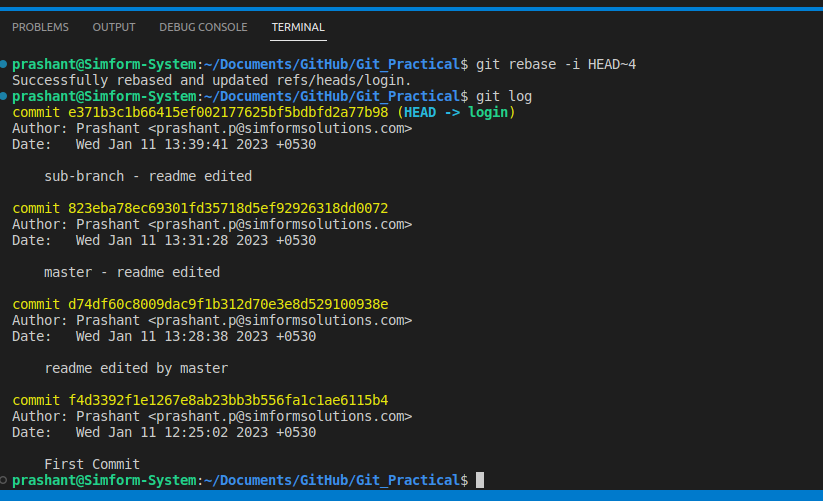 PROBLEMS OUTPUT DEBUG CONSOLE TERMINAL
prashant@Simform-System:~/Documents/GitHub/Git_Practical$ git rebase -i HEAD~4
Successfully rebased and updated refs/heads/login.
prashant@Simform-System:~/Documents/GitHub/Git_Practical$ git log
commit e371b3c1b66415ef002177625bf5bdbfd2a77b98 (HEAD -> login)
Author: Prashant <prashant.p@simformsolutions.com>
Date:   Wed Jan 11 13:39:41 2023 +0530
    sub-branch - readme edited
commit 823eba78ec69301fd35718d5ef92926318dd0072
Author: Prashant <prashant.p@simformsolutions.com>
Date:   Wed Jan 11 13:31:28 2023 +0530
    master - readme edited
commit d74df60c8009dac9f1b312d70e3e8d529100938e
Author: Prashant <prashant.p@simformsolutions.com>
Date:   Wed Jan 11 13:28:38 2023 +0530
    readme edited by master
commit f4d3392f1e1267e8ab23bb3b556fa1c1ae6115b4
Author: Prashant <prashant.p@simformsolutions.com>
Date:   Wed Jan 11 12:25:02 2023 +0530
    First Commit
prashant@Simform-System:~/Documents/GitHub/Git_Practical$